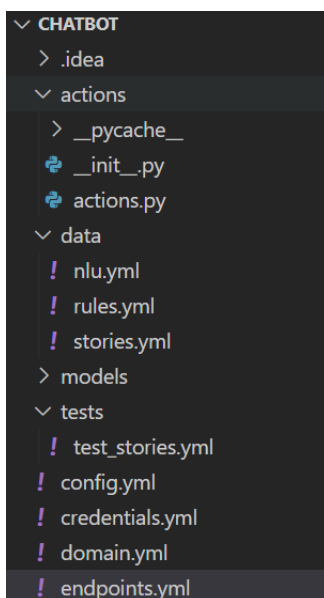 CHATBOT
.idea
actions
__pycache__
__init__.py
actions.py
data
! nlu.yml
! rules.yml
! stories.yml
models
tests
! test_stories.yml
! config.yml
! credentials.yml
! domain.yml
! endpoints.yml